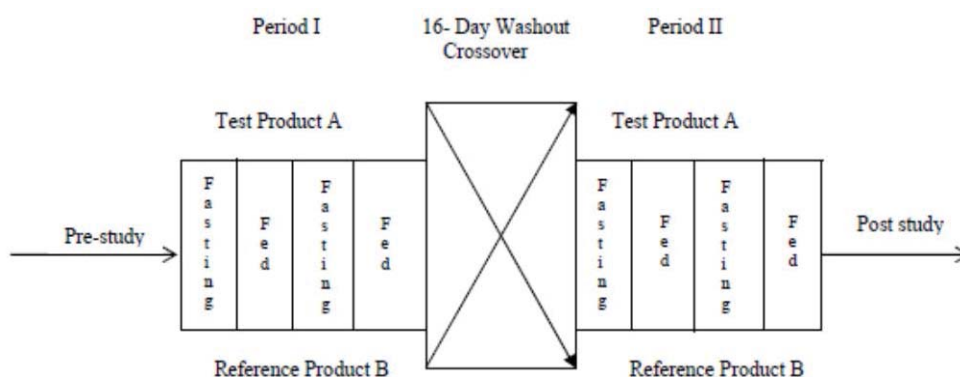 Period I
16- Day Washout
Crossover
Period II
Test Product A
Test Product A
Pre-study
Fasting
Fed
Fasting
Fed
Fasting
Fed
Fasting
Fed
Post study
Reference Product B
Reference Product B